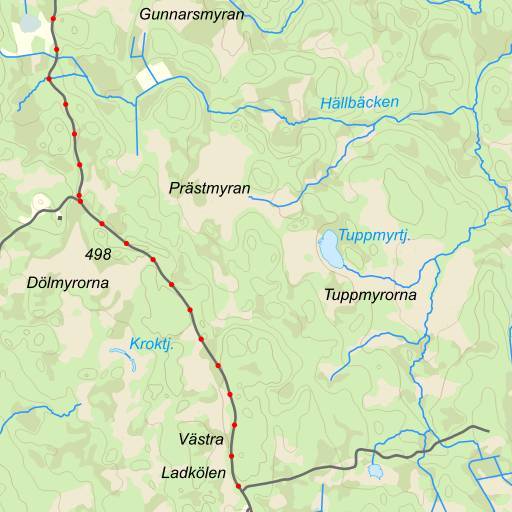 Gunnarsmyran
Hällbäcken
Prästmyran
Tuppmyrtj.
498
Dölmyrorna
Tuppmyrorna
Kroktj.
Västra
Ladkölen